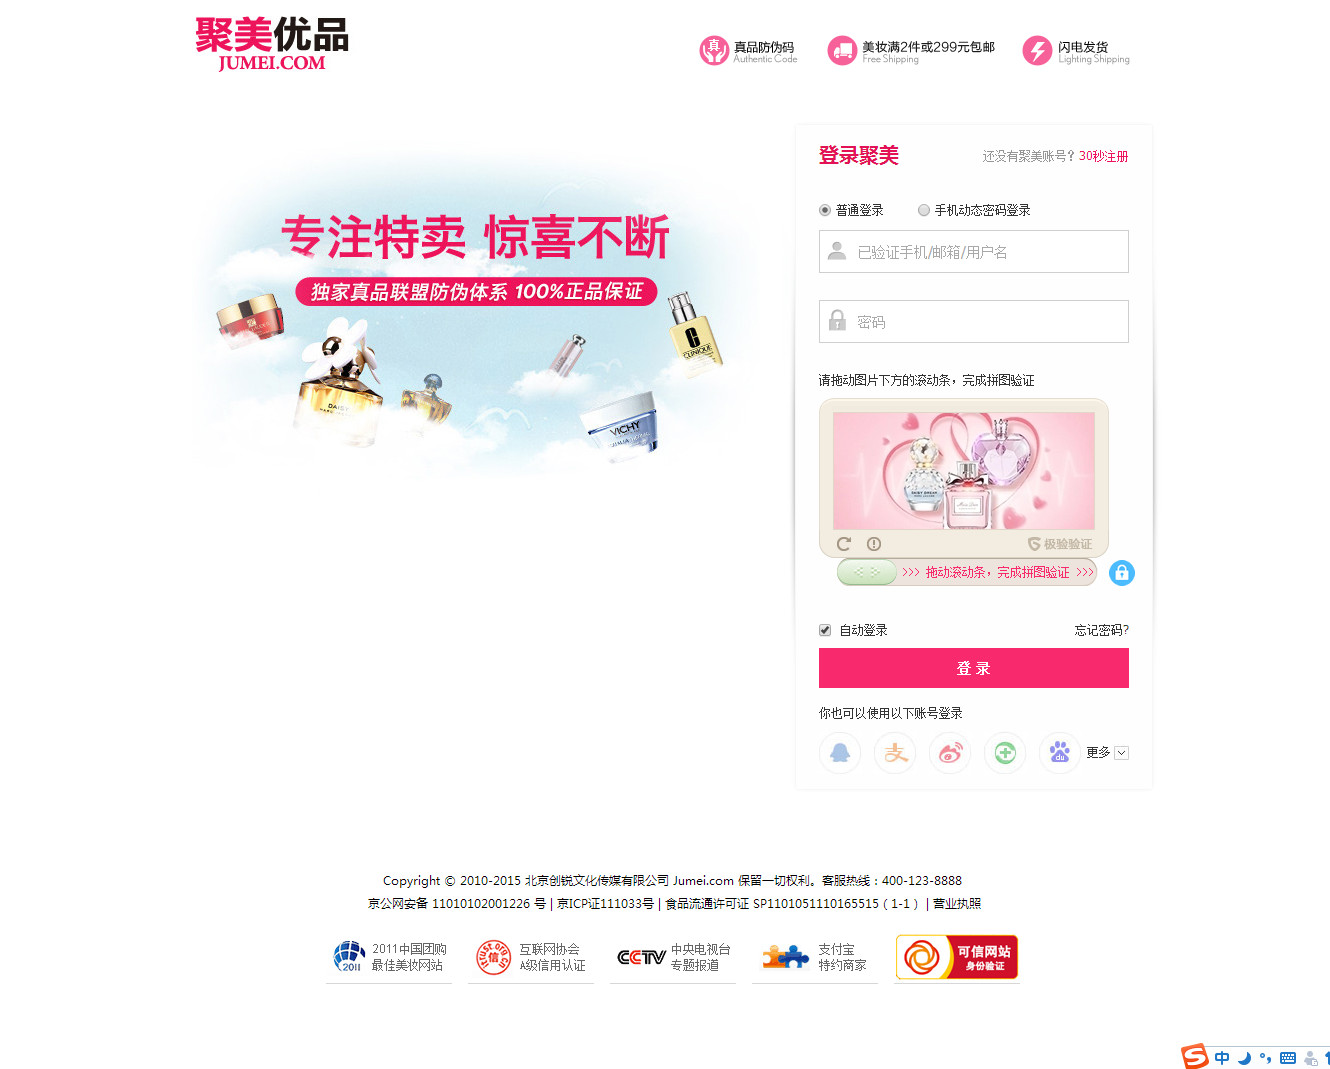 聚美优品
JUMEI.COM
真 真品防伪码
Authentic Code
美妆满2件或299元包邮
Free Shipping
闪电发货
Lighting Shipping
登录聚美
还没有聚美账号？30秒注册
专注特卖 惊喜不断
独家真品联盟防伪体系 100%正品保证
普通登录
手机动态密码登录
已验证手机/邮箱/用户名
密码
CLINIQUE
DAISY
VICHY
请拖动图片下方的滚动条，完成拼图验证
极验验证
>>> 拖动滚动条，完成拼图验证 >>>
自动登录
忘记密码?
登 录
你也可以使用以下账号登录
支
du
更多
Copyright © 2010-2015 北京创锐文化传媒有限公司 Jumei.com 保留一切权利。客服热线：400-123-8888
京公网安备 11010102001226 号 | 京ICP证111033号 | 食品流通许可证 SP1101051110165515（1-1） | 营业执照
2011
2011中国团购
最佳美妆网站
信
互联网协会
A级信用认证
CCTV
中央电视台
专题报道
支付宝
特约商家
可信网站
身份验证
S 中